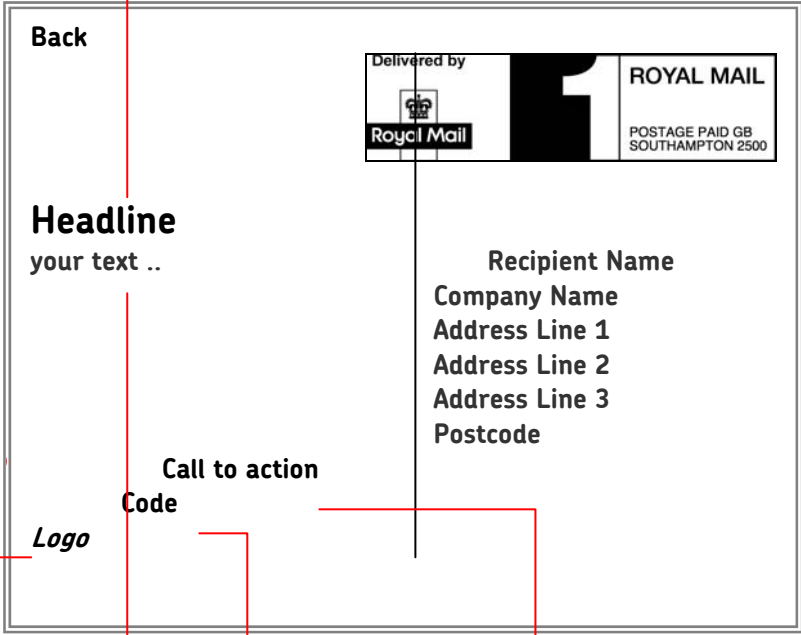 Back
Delivered by
Royal Mail
1
ROYAL MAIL
POSTAGE PAID GB
SOUTHAMPTON 2500
Headline
your text ..
Recipient Name
Company Name
Address Line 1
Address Line 2
Address Line 3
Postcode
Call to action
Code
Logo